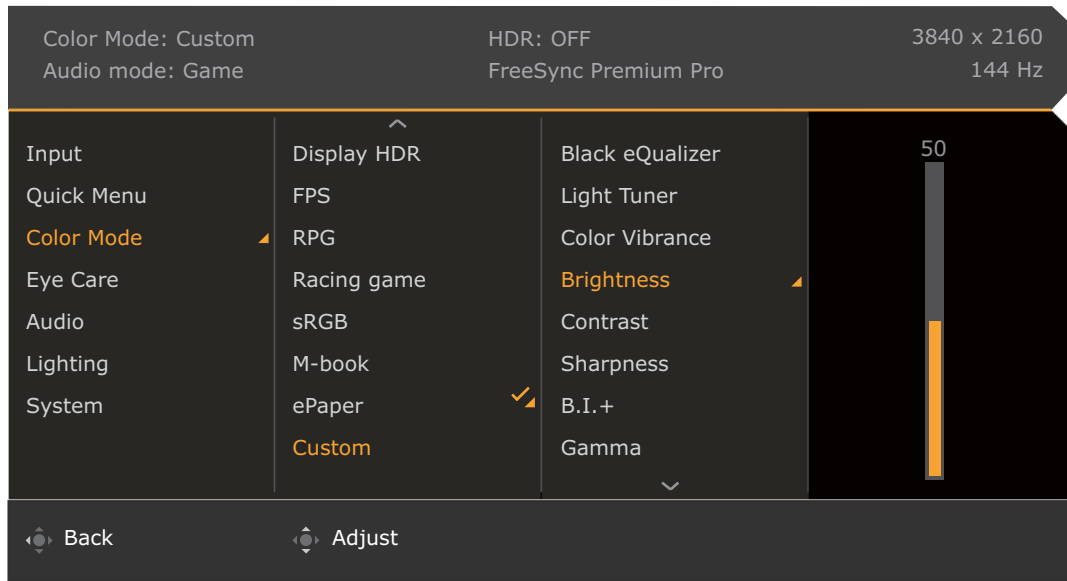 Color Mode: Custom
HDR: OFF
3840 x 2160
Audio mode: Game
FreeSync Premium Pro
144 Hz
Input
Quick Menu
Color Mode
Eye Care
Audio
Lighting
System
Display HDR
FPS
RPG
Racing game
sRGB
M-book
ePaper
Custom
Black eQualizer
Light Tuner
Color Vibrance
Brightness
Contrast
Sharpness
B.I.+
Gamma
50
Back
Adjust